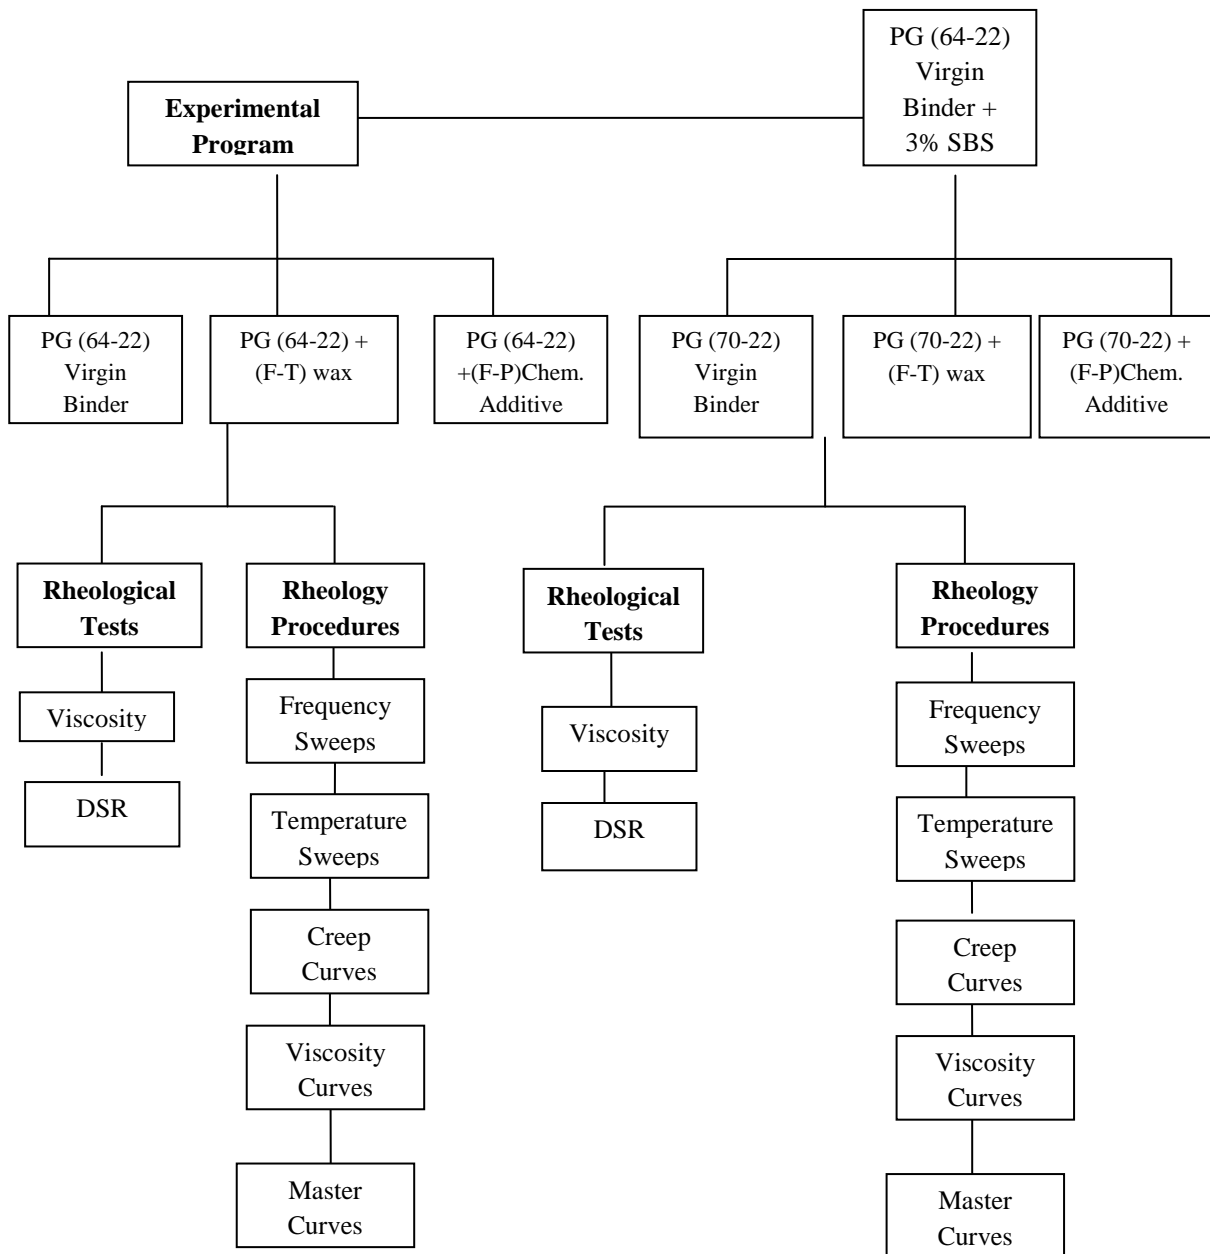 PG (64-22)
Virgin
Binder +
3% SBS
Experimental
Program
PG (64-22)
Virgin
Binder
PG (64-22) +
(F-T) wax
PG (64-22)
+(F-P)Chem.
Additive
PG (70-22)
Virgin
Binder
PG (70-22) +
(F-T) wax
PG (70-22) +
(F-P)Chem.
Additive
Rheological
Tests
Viscosity
DSR
Rheology
Procedures
Frequency
Sweeps
Temperature
Sweeps
Creep
Curves
Viscosity
Curves
Master
Curves
Rheological
Tests
Viscosity
DSR
Rheology
Procedures
Frequency
Sweeps
Temperature
Sweeps
Creep
Curves
Viscosity
Curves
Master
Curves